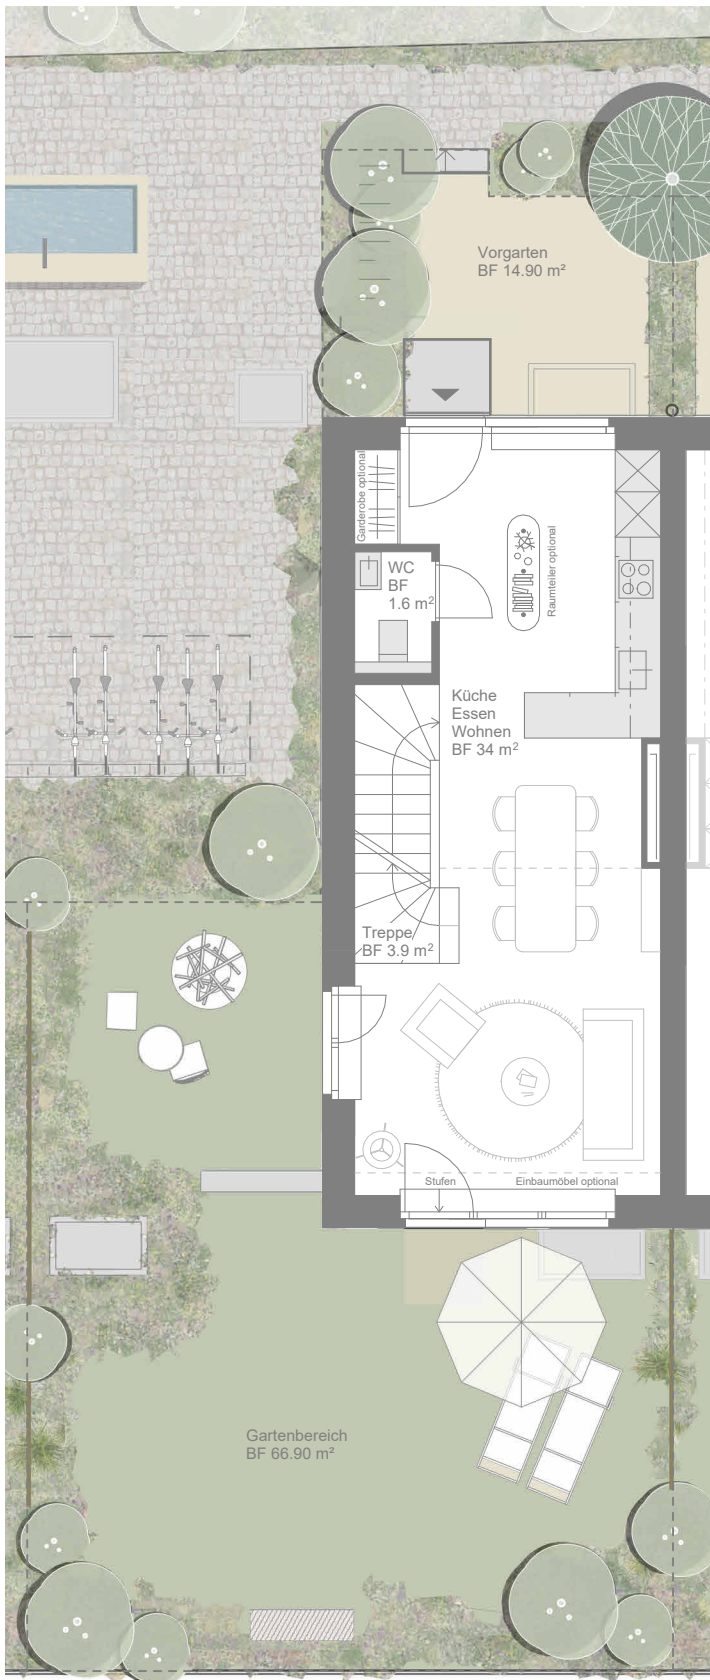 Vorgarten
BF 14.90 m²
Garderobe optional
WC
BF
1.6 m²
Raumteiler optional
Küche
Essen
Wohnen
BF 34 m²
Treppe
BF 3.9 m²
Stufen
Einbaumöbel optional
Gartenbereich
BF 66.90 m²